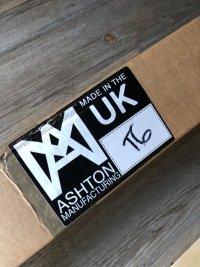 MADE IN THE
UK
T6
ASHTON
MANUFACTURING